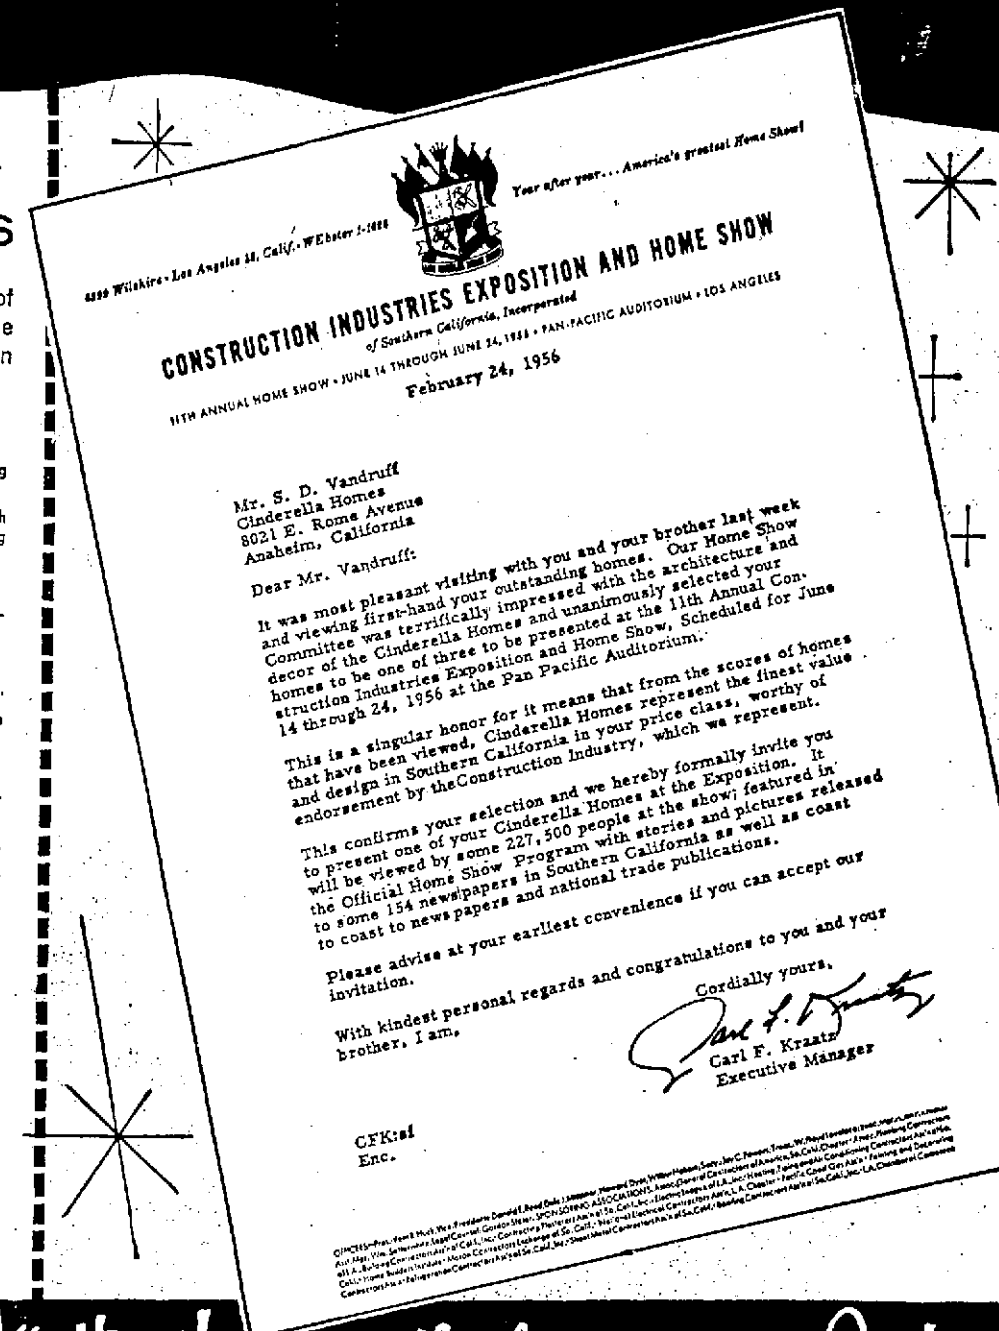 Year after year... America's greatest Home Show!
Wilshire • Los Angeles Calif. • WEbster
CONSTRUCTION INDUSTRIES EXPOSITION AND HOME SHOW
of Southern California, Incorporated
11TH ANNUAL HOME SHOW • JUNE 14 THROUGH JUNE 24, 1956 • PAN-PACIFIC AUDITORIUM • LOS ANGELES
February 24, 1956
Mr. S. D. Vandruff
Cinderella Homes
8021 E. Rome Avenue
Anaheim, California
Dear Mr. Vandruff:
It was most pleasant visiting with you and your brother last week
and viewing first-hand your outstanding homes. Our Home Show
Committee was terrifically impressed with the architecture and
decor of the Cinderella Homes and unanimously selected your
homes to be one of three to be presented at the 11th Annual Con-
struction Industries Exposition and Home Show, Scheduled for June
14 through 24, 1956 at the Pan Pacific Auditorium.
This is a singular honor for it means that from the scores of homes
that have been viewed, Cinderella Homes represent the finest value
and design in Southern California in your price class, worthy of
endorsement by theConstruction Industry, which we represent.
This confirms your selection and we hereby formally invite you
to present one of your Cinderella Homes at the Exposition. It
will be viewed by some 227,500 people at the show; featured in
the Official Home Show Program with stories and pictures released
to some 154 newspapers in Southern California as well as coast
to coast to newspapers and national trade publications.
Please advise at your earliest convenience if you can accept our
invitation.
With kindest personal regards and congratulations to you and your
brother, I am,
Cordially yours,
Carl F. Kraatz
Carl F. Kraatz
Executive Manager
CFK:sf
Enc.